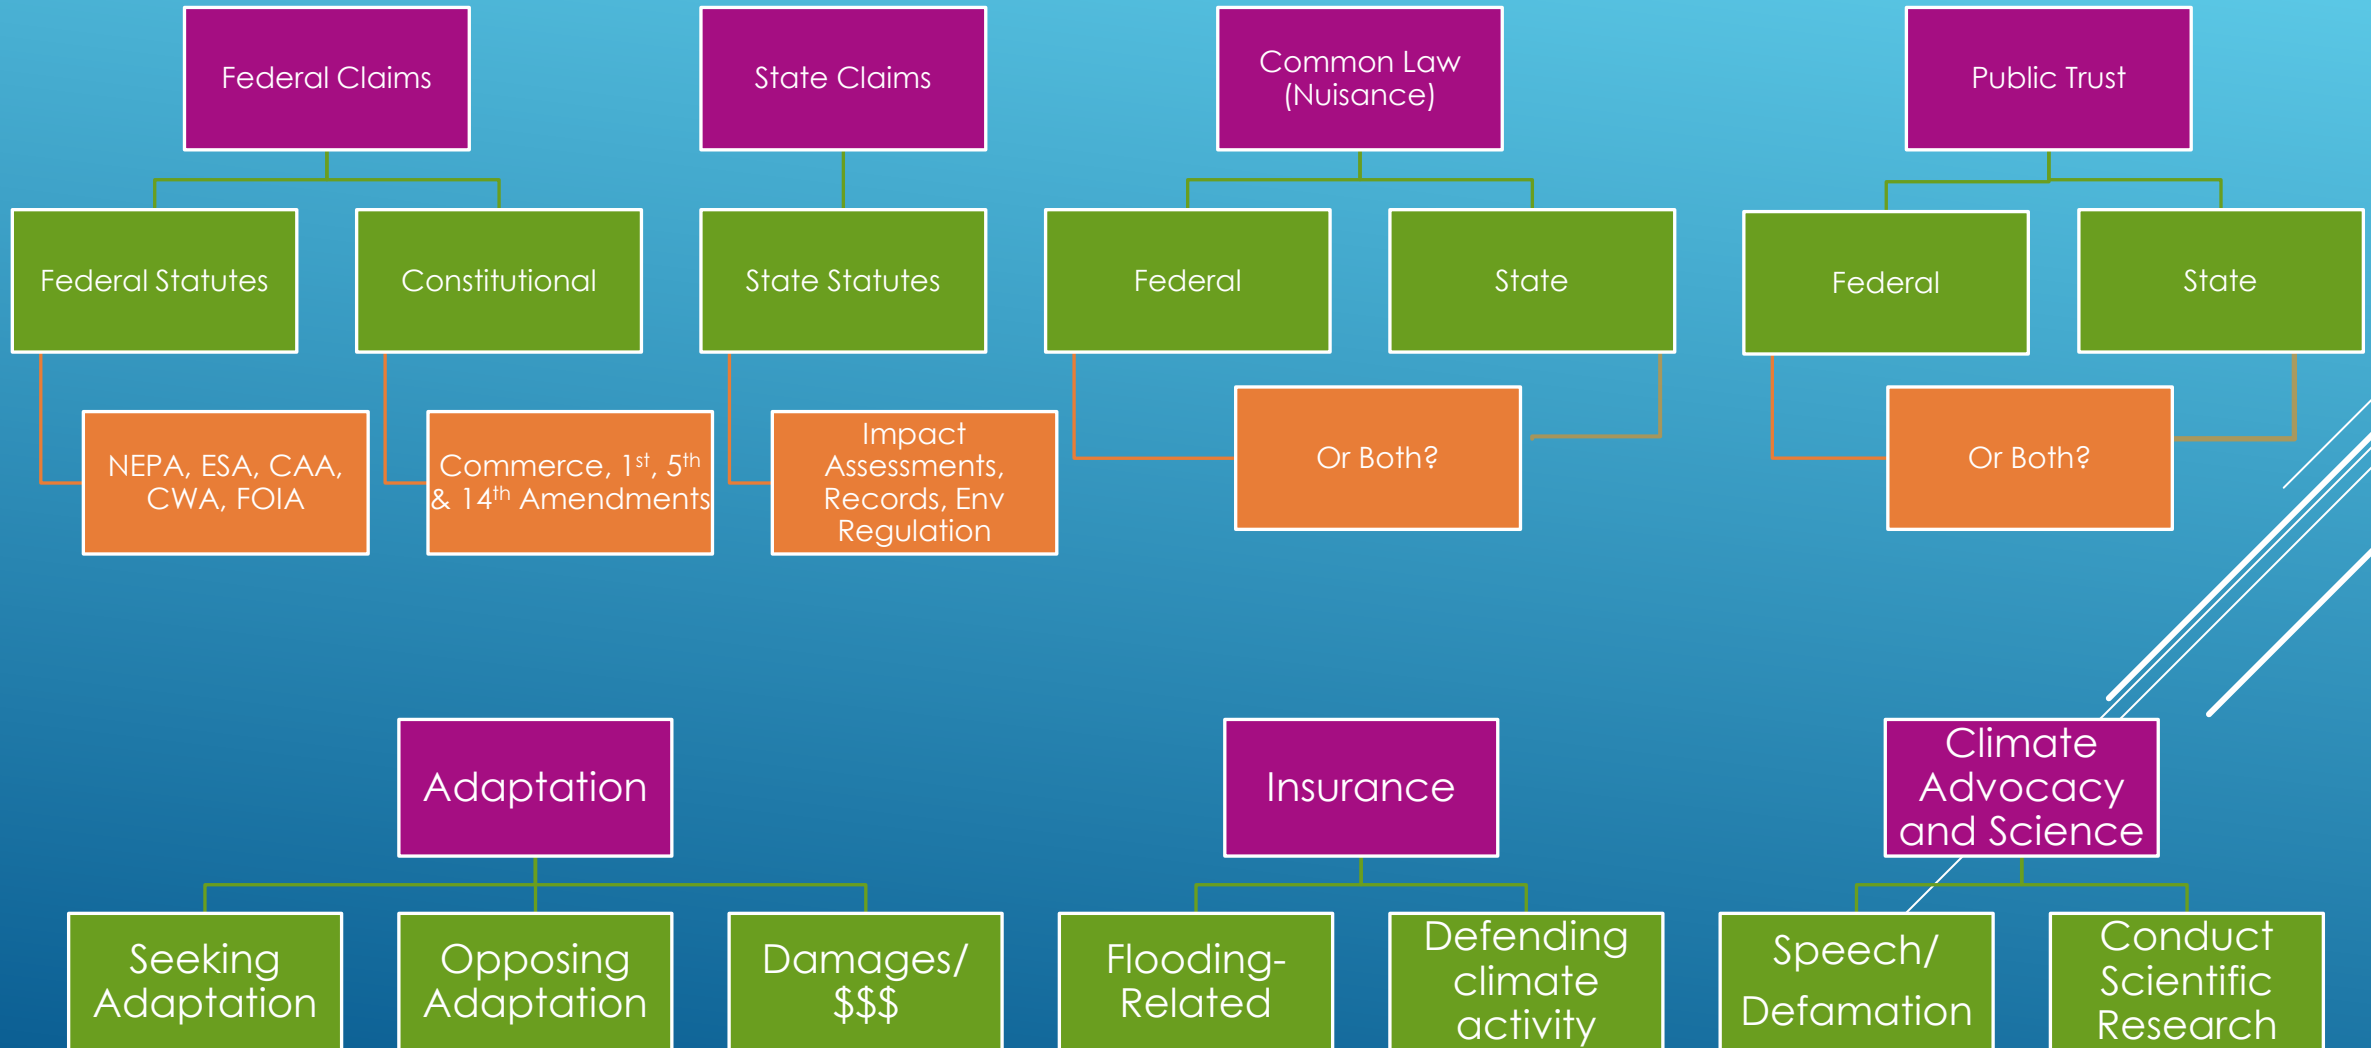 Federal Claims
State Claims
Common Law
(Nuisance)
Public Trust
Federal Statutes
Constitutional
State Statutes
Federal
State
Federal
State
NEPA, ESA, CAA,
CWA, FOIA
Commerce, 1st, 5th
& 14th Amendments
Impact
Assessments,
Records, Env
Regulation
Or Both?
Or Both?
Adaptation
Insurance
Climate
Advocacy
and Science
Seeking
Adaptation
Opposing
Adaptation
Damages/
$$$
Flooding-
Related
Defending
climate
activity
Speech/
Defamation
Conduct
Scientific
Research